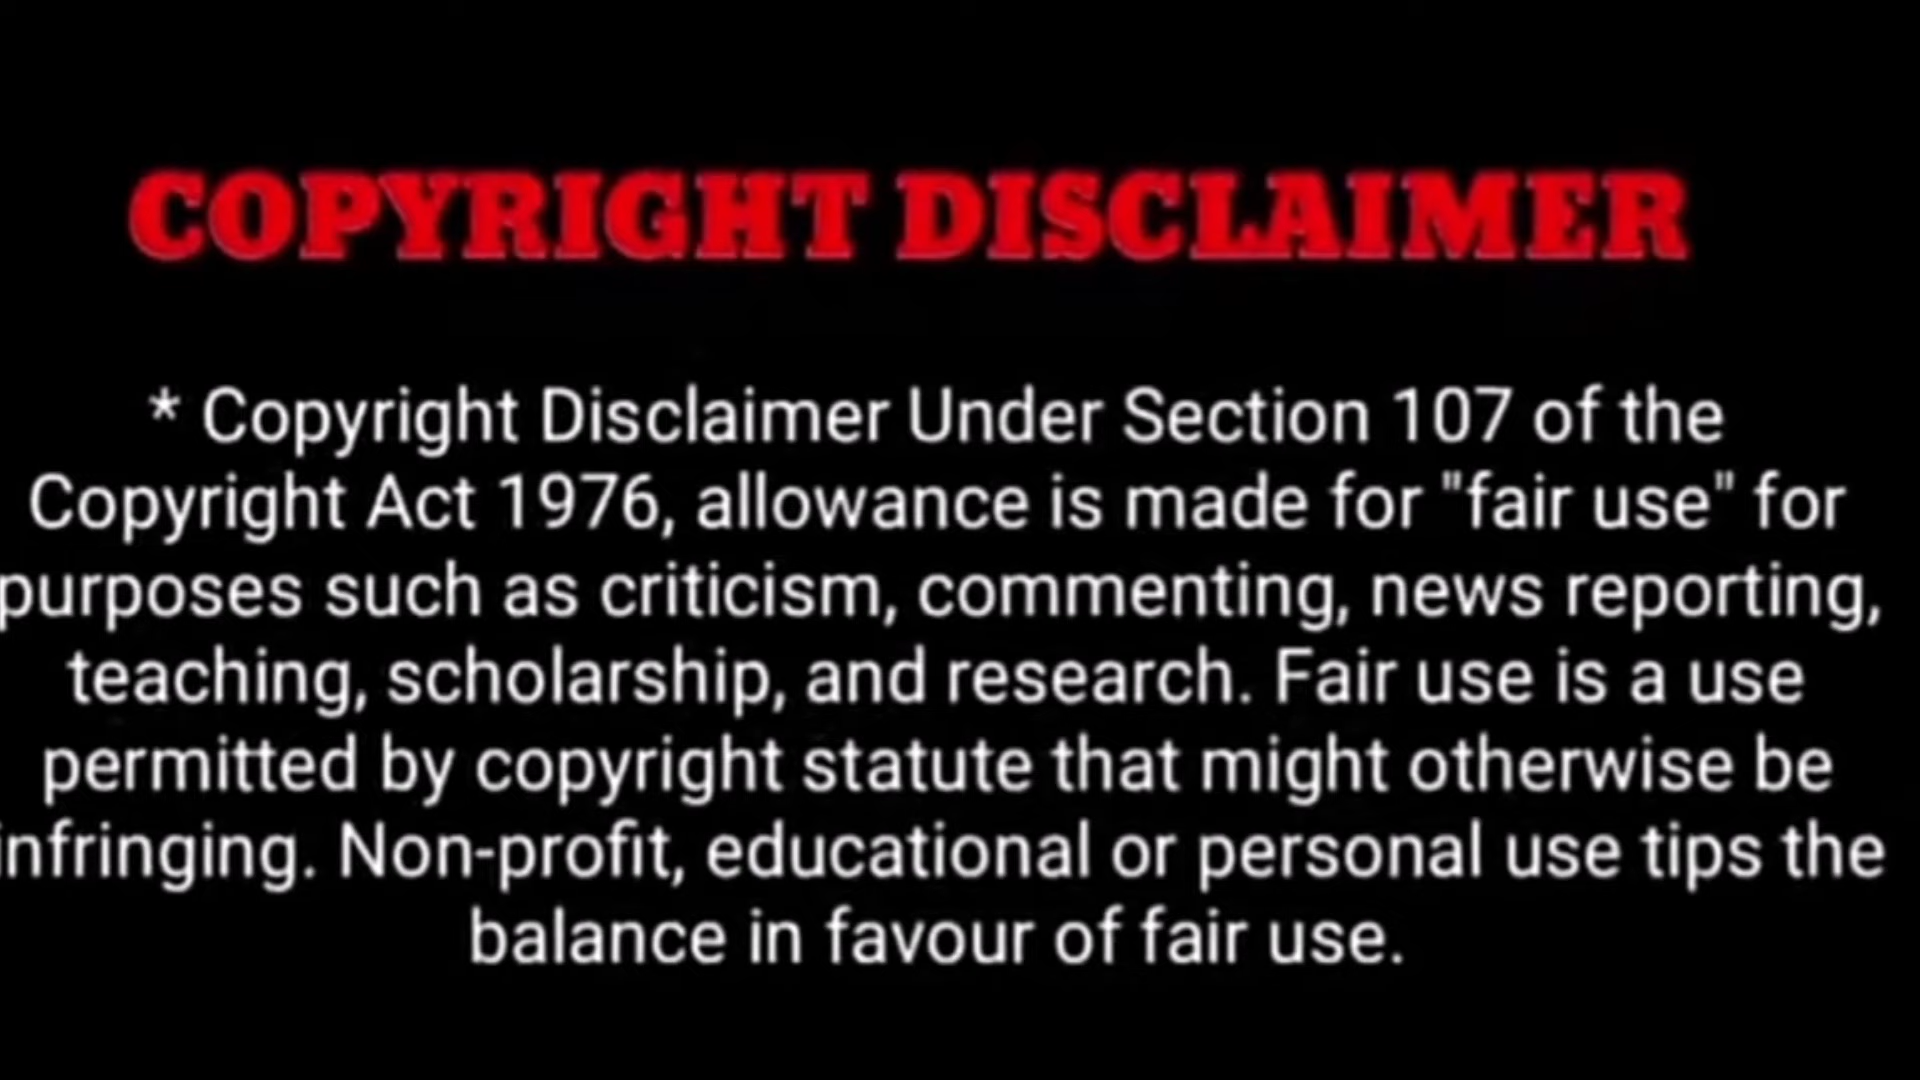 COPYRIGHT DISCLAIMER
* Copyright Disclaimer Under Section 107 of the
Copyright Act 1976, allowance is made for "fair use" for
purposes such as criticism, commenting, news reporting,
teaching, scholarship, and research. Fair use is a use
permitted by copyright statute that might otherwise be
infringing. Non-profit, educational or personal use tips the
balance in favour of fair use.